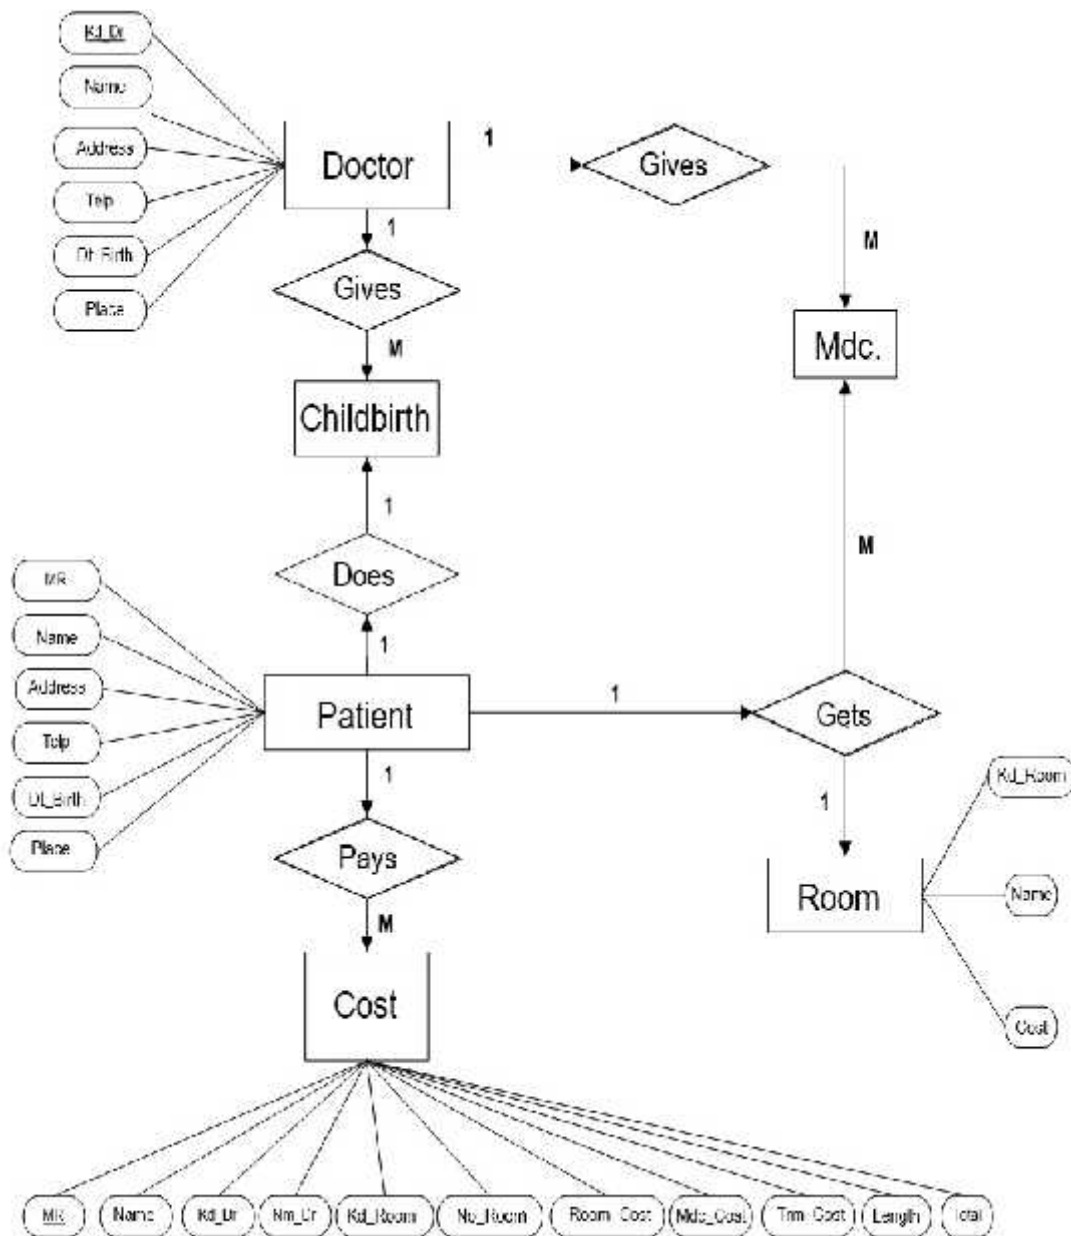 Kd_Dr
Name
Address
Telp
Dt_Birth
Place
Doctor
1
Gives
M
Mdc.
1
Gives
M
Childbirth
1
Does
1
MR
Name
Address
Telp
Dt_Birth
Place
Patient
1
Gets
M
1
Room
Kd_Room
Name
Cost
1
Pays
M
Cost
MR
Name
Kd_Dr
Nm_Dr
Kd_Room
No_Room
Room_Cost
Mdc_Cost
Trm_Cost
Length
Total